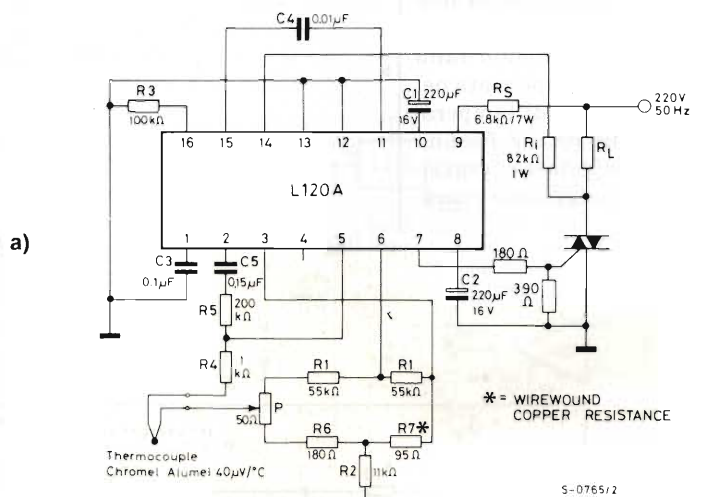 C4 0.01µF
R3
100kΩ
C1 220µF
16V
RS
6.8kΩ/7W
220V
50Hz
Ri
82kΩ
1W
RL
16 15 14 13 12 11 10 9
L120A
a)
1 2 3 4 5 6 7 8
C3
0.1µF
C5
0,15µF
180Ω
390
Ω
C2
220µF
16V
R5 200
kΩ
R4 1
kΩ
R1
55kΩ
R1
55kΩ
P
50Ω
R6
180Ω
R7*
95Ω
R2 11kΩ
* = WIREWOUND
COPPER RESISTANCE
Thermocouple
Chromel Alumel 40µV/°C
S-0765/2